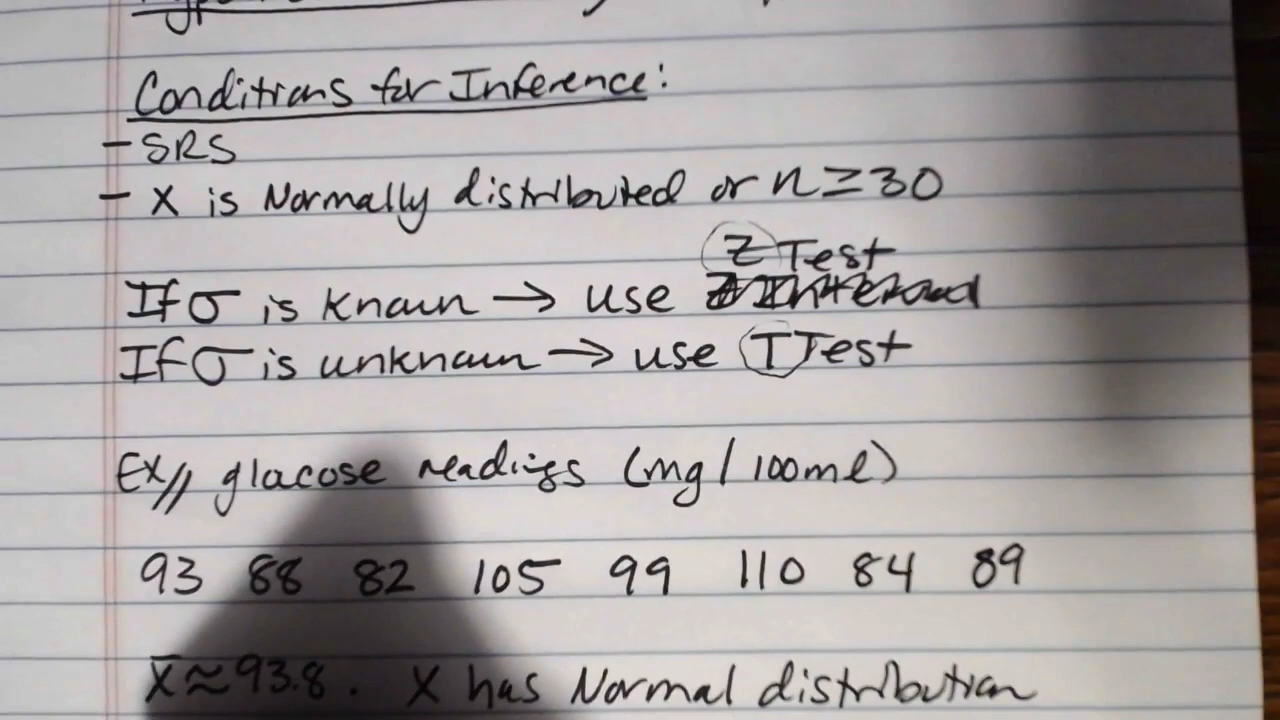 Conditions for Inference:
- SRS
- X is Normally distributed or n ≥ 30
Z Test
If σ is known → use
If σ is unknown → use T Test
Ex// glucose readings (mg/100ml)
93 88 82 105 99 110 84 89
x̄ ≈ 93.8. X has Normal distribution